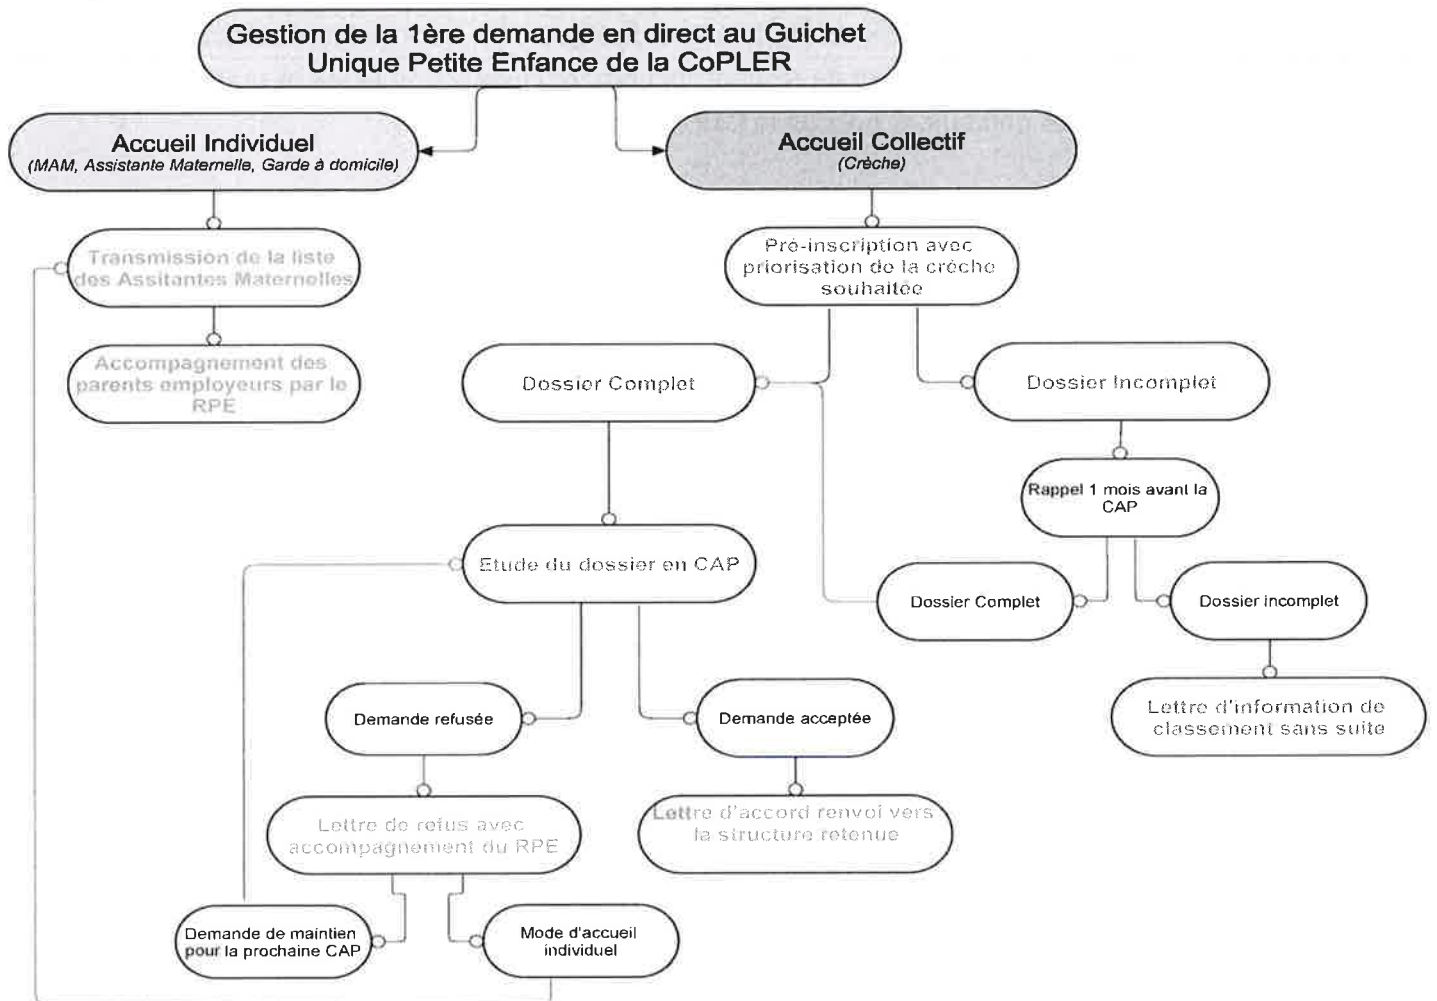 Gestion de la 1ère demande en direct au Guichet
Unique Petite Enfance de la CoPLER
Accueil Individuel
(MAM, Assistante Maternelle, Garde à domicile)
Accueil Collectif
(Crèche)
Transmission de la liste
des Assitantes Maternelles
Pré-inscription avec
priorisation de la crèche
souhaitée
Accompagnement des
parents employeurs par le
RPE
Dossier Complet
Dossier Incomplet
Rappel 1 mois avant la
CAP
Etude du dossier en CAP
Dossier Complet
Dossier incomplet
Demande refusée
Demande acceptée
Lettre d'information de
classement sans suite
Lettre de refus avec
accompagnement du RPE
Lettre d'accord renvoi vers
la structure retenue
Demande de maintien
pour la prochaine CAP
Mode d'accueil
individuel